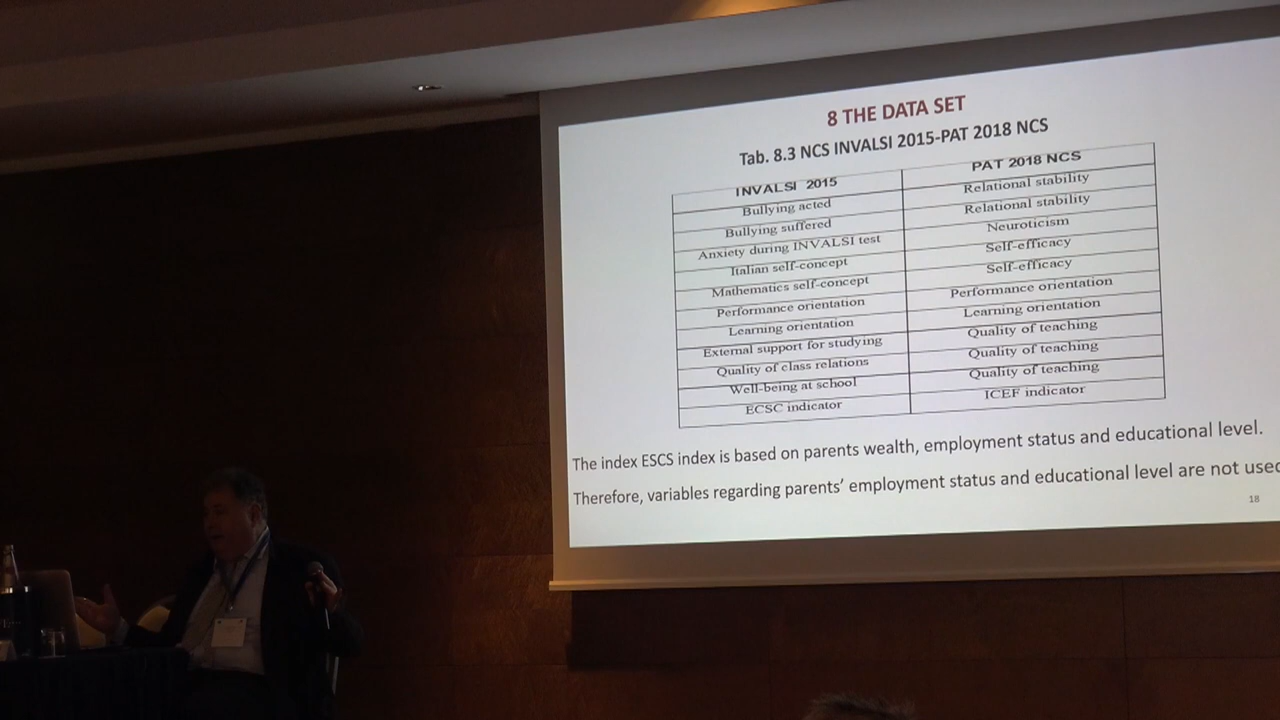 8 THE DATA SET
Tab. 8.3 NCS INVALSI 2015-PAT 2018 NCS
INVALSI 2015 PAT 2018 NCS
Bullying acted Relational stability
Bullying suffered Relational stability
Anxiety during INVALSI test Neuroticism
Italian self-concept Self-efficacy
Mathematics self-concept Self-efficacy
Performance orientation Performance orientation
Learning orientation Learning orientation
External support for studying Quality of teaching
Quality of class relations Quality of teaching
Well-being at school Quality of teaching
ECSC indicator ICEF indicator
The index ESCS index is based on parents wealth, employment status and educational level.
Therefore, variables regarding parents' employment status and educational level are not used
18